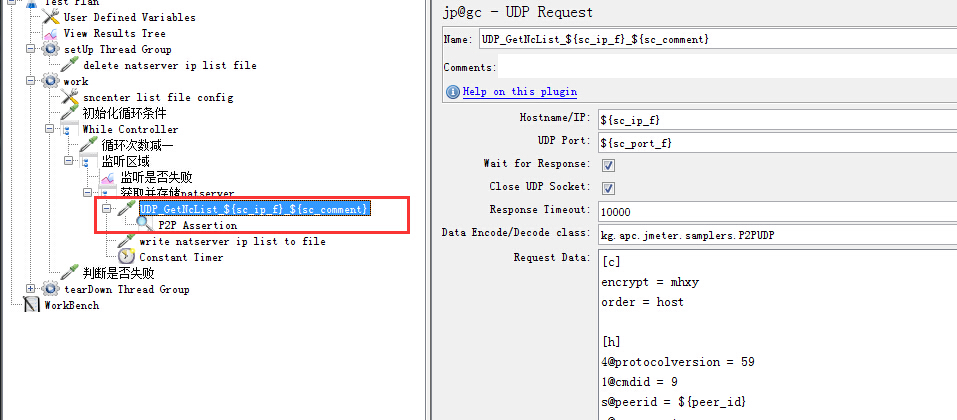 Test Plan
User Defined Variables
View Results Tree
setUp Thread Group
delete natserver ip list file
work
sncenter list file config
初始化循环条件
While Controller
循环次数减一
监听区域
监听是否失败
获取并存储natserver
UDP_GetNcList_${sc_ip_f}_${sc_comment}
P2P Assertion
write natserver ip list to file
Constant Timer
判断是否失败
tearDown Thread Group
WorkBench
jp@gc - UDP Request
Name: UDP_GetNcList_${sc_ip_f}_${sc_comment}
Comments:
Help on this plugin
Hostname/IP: ${sc_ip_f}
UDP Port: ${sc_port_f}
Wait for Response:
Close UDP Socket:
Response Timeout: 10000
Data Encode/Decode class: kg.apc.jmeter.samplers.P2PUDP
Request Data: [c]
encrypt = mhxy
order = host
[h]
4@protocolversion = 59
1@cmdid = 9
s@peerid = ${peer_id}